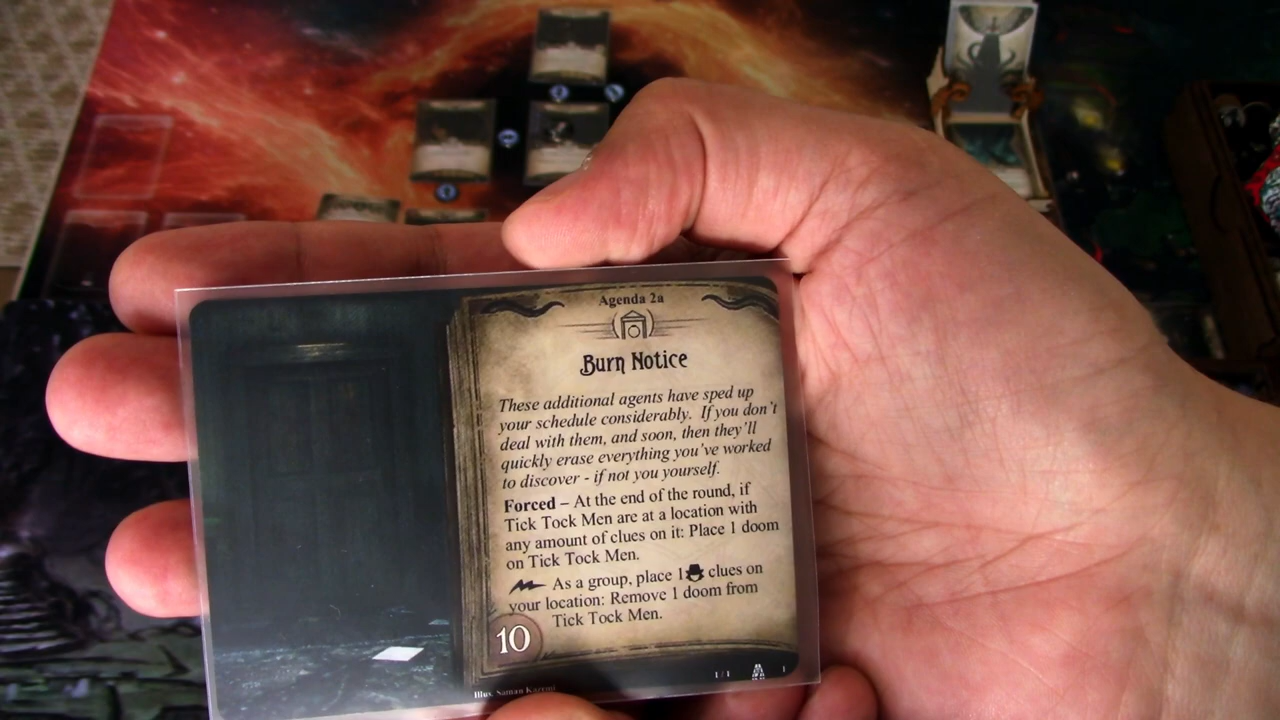 Agenda 2a
Burn Notice
These additional agents have sped up
your schedule considerably. If you don't
deal with them, and soon, then they'll
quickly erase everything you've worked
to discover - if not you yourself.
Forced – At the end of the round, if
Tick Tock Men are at a location with
any amount of clues on it: Place 1 doom
on Tick Tock Men.
As a group, place 1 clues on
your location: Remove 1 doom from
Tick Tock Men.
10
1/1 1
Illus. Saman Kazemi